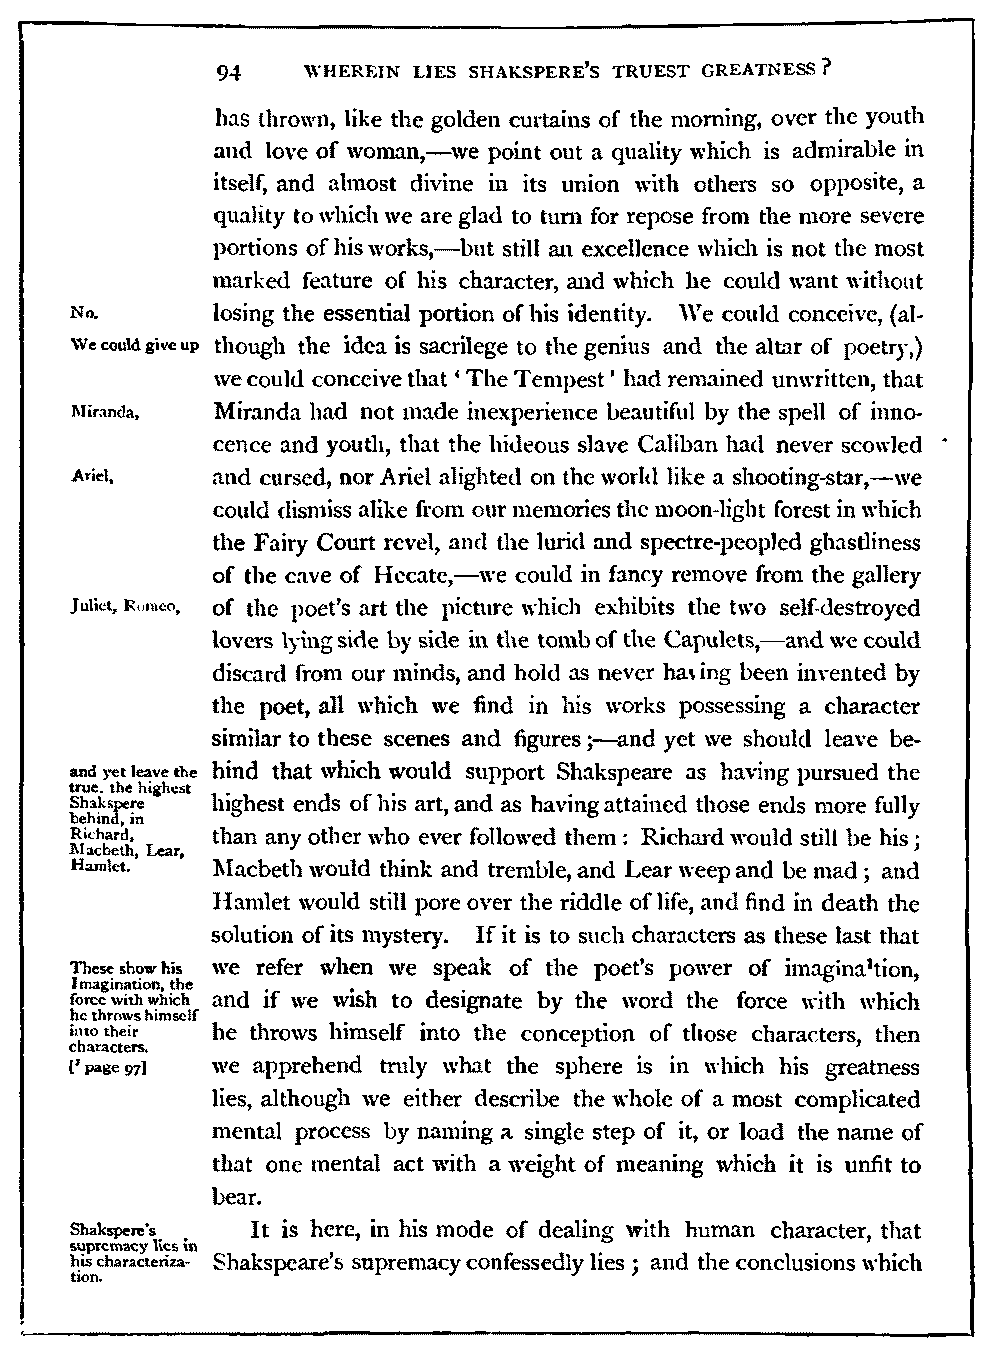 94 WHEREIN LIES SHAKSPERE'S TRUEST GREATNESS?
has thrown, like the golden curtains of the morning, over the youth
and love of woman,—we point out a quality which is admirable in
itself, and almost divine in its union with others so opposite, a
quality to which we are glad to turn for repose from the more severe
portions of his works,—but still an excellence which is not the most
marked feature of his character, and which he could want without
No.
losing the essential portion of his identity. We could conceive, (al-
We could give up
though the idea is sacrilege to the genius and the altar of poetry,)
we could conceive that ‘The Tempest’ had remained unwritten, that
Miranda,
Miranda had not made inexperience beautiful by the spell of inno-
cence and youth, that the hideous slave Caliban had never scowled
Ariel,
and cursed, nor Ariel alighted on the world like a shooting-star,—we
could dismiss alike from our memories the moon-light forest in which
the Fairy Court revel, and the lurid and spectre-peopled ghastliness
of the cave of Hecate,—we could in fancy remove from the gallery
Juliet, Romeo,
of the poet's art the picture which exhibits the two self-destroyed
lovers lying side by side in the tomb of the Capulets,—and we could
discard from our minds, and hold as never having been invented by
the poet, all which we find in his works possessing a character
similar to these scenes and figures;—and yet we should leave be-
and yet leave the
true, the highest
Shakspere
behind, in
Richard,
Macbeth, Lear,
Hamlet.
hind that which would support Shakspeare as having pursued the
highest ends of his art, and as having attained those ends more fully
than any other who ever followed them: Richard would still be his;
Macbeth would think and tremble, and Lear weep and be mad; and
Hamlet would still pore over the riddle of life, and find in death the
solution of its mystery. If it is to such characters as these last that
These show his
Imagination, the
force with which
he throws himself
into their
characters.
[¹ page 97]
we refer when we speak of the poet's power of imagina¹tion,
and if we wish to designate by the word the force with which
he throws himself into the conception of those characters, then
we apprehend truly what the sphere is in which his greatness
lies, although we either describe the whole of a most complicated
mental process by naming a single step of it, or load the name of
that one mental act with a weight of meaning which it is unfit to
bear.
Shakspere's
supremacy lies in
his characteriza-
tion.
It is here, in his mode of dealing with human character, that
Shakspeare's supremacy confessedly lies; and the conclusions which